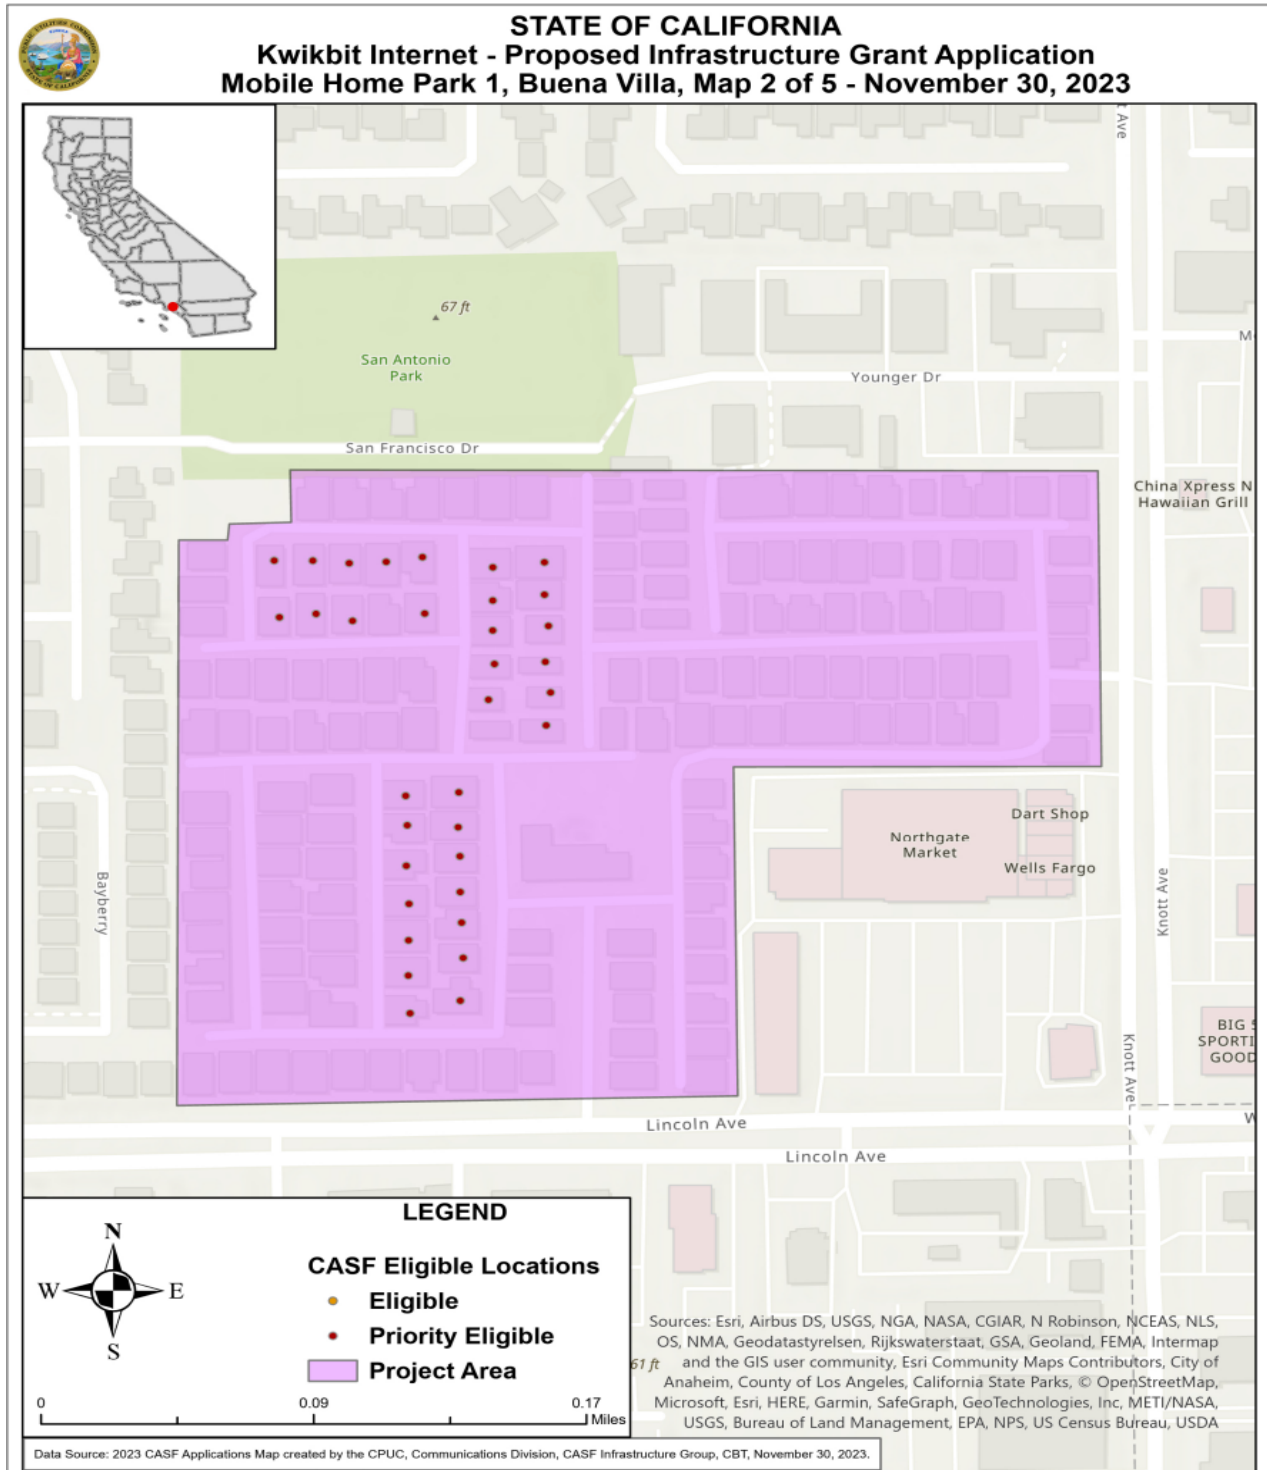 STATE OF CALIFORNIA
Kwikbit Internet - Proposed Infrastructure Grant Application
Mobile Home Park 1, Buena Villa, Map 2 of 5 - November 30, 2023
t Ave
67 ft
San Antonio
Park
Younger Dr
San Francisco Dr
China Xpress N
Hawaiian Grill
Dart Shop
Northgate
Market
Wells Fargo
Bayberry
Knott Ave
BIG 5
SPORTI
GOOD
Knott Ave
Lincoln Ave
Lincoln Ave
LEGEND
N
W E
S
CASF Eligible Locations
Eligible
Priority Eligible
Project Area
0 0.09 0.17
Miles
61 ft
Sources: Esri, Airbus DS, USGS, NGA, NASA, CGIAR, N Robinson, NCEAS, NLS,
OS, NMA, Geodatastyrelsen, Rijkswaterstaat, GSA, Geoland, FEMA, Intermap
and the GIS user community, Esri Community Maps Contributors, City of
Anaheim, County of Los Angeles, California State Parks, © OpenStreetMap,
Microsoft, Esri, HERE, Garmin, SafeGraph, GeoTechnologies, Inc, METI/NASA,
USGS, Bureau of Land Management, EPA, NPS, US Census Bureau, USDA
Data Source: 2023 CASF Applications Map created by the CPUC, Communications Division, CASF Infrastructure Group, CBT, November 30, 2023.